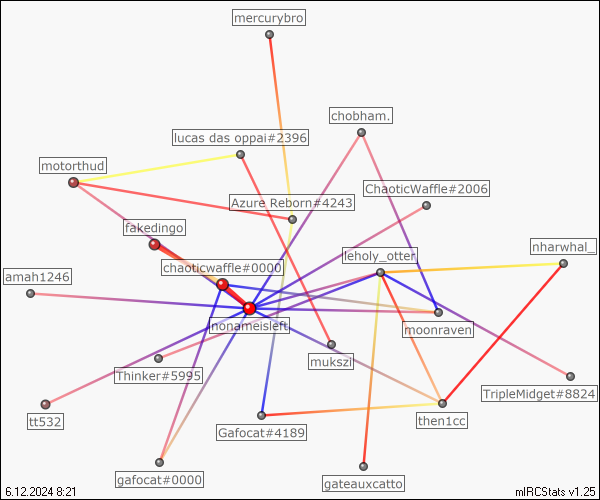 mercurybro
chobham.
lucas das oppai#2396
motorthud
ChaoticWaffle#2006
Azure Reborn#4243
fakedingo
nharwhal_
leholy_otter
chaoticwaffle#0000
amah1246
nonameisleft
moonraven
mukszi
Thinker#5995
TripleMidget#8824
tt532
then1cc
Gafocat#4189
gafocat#0000
gateauxcatto
6.12.2024 8:21
mIRCStats v1.25